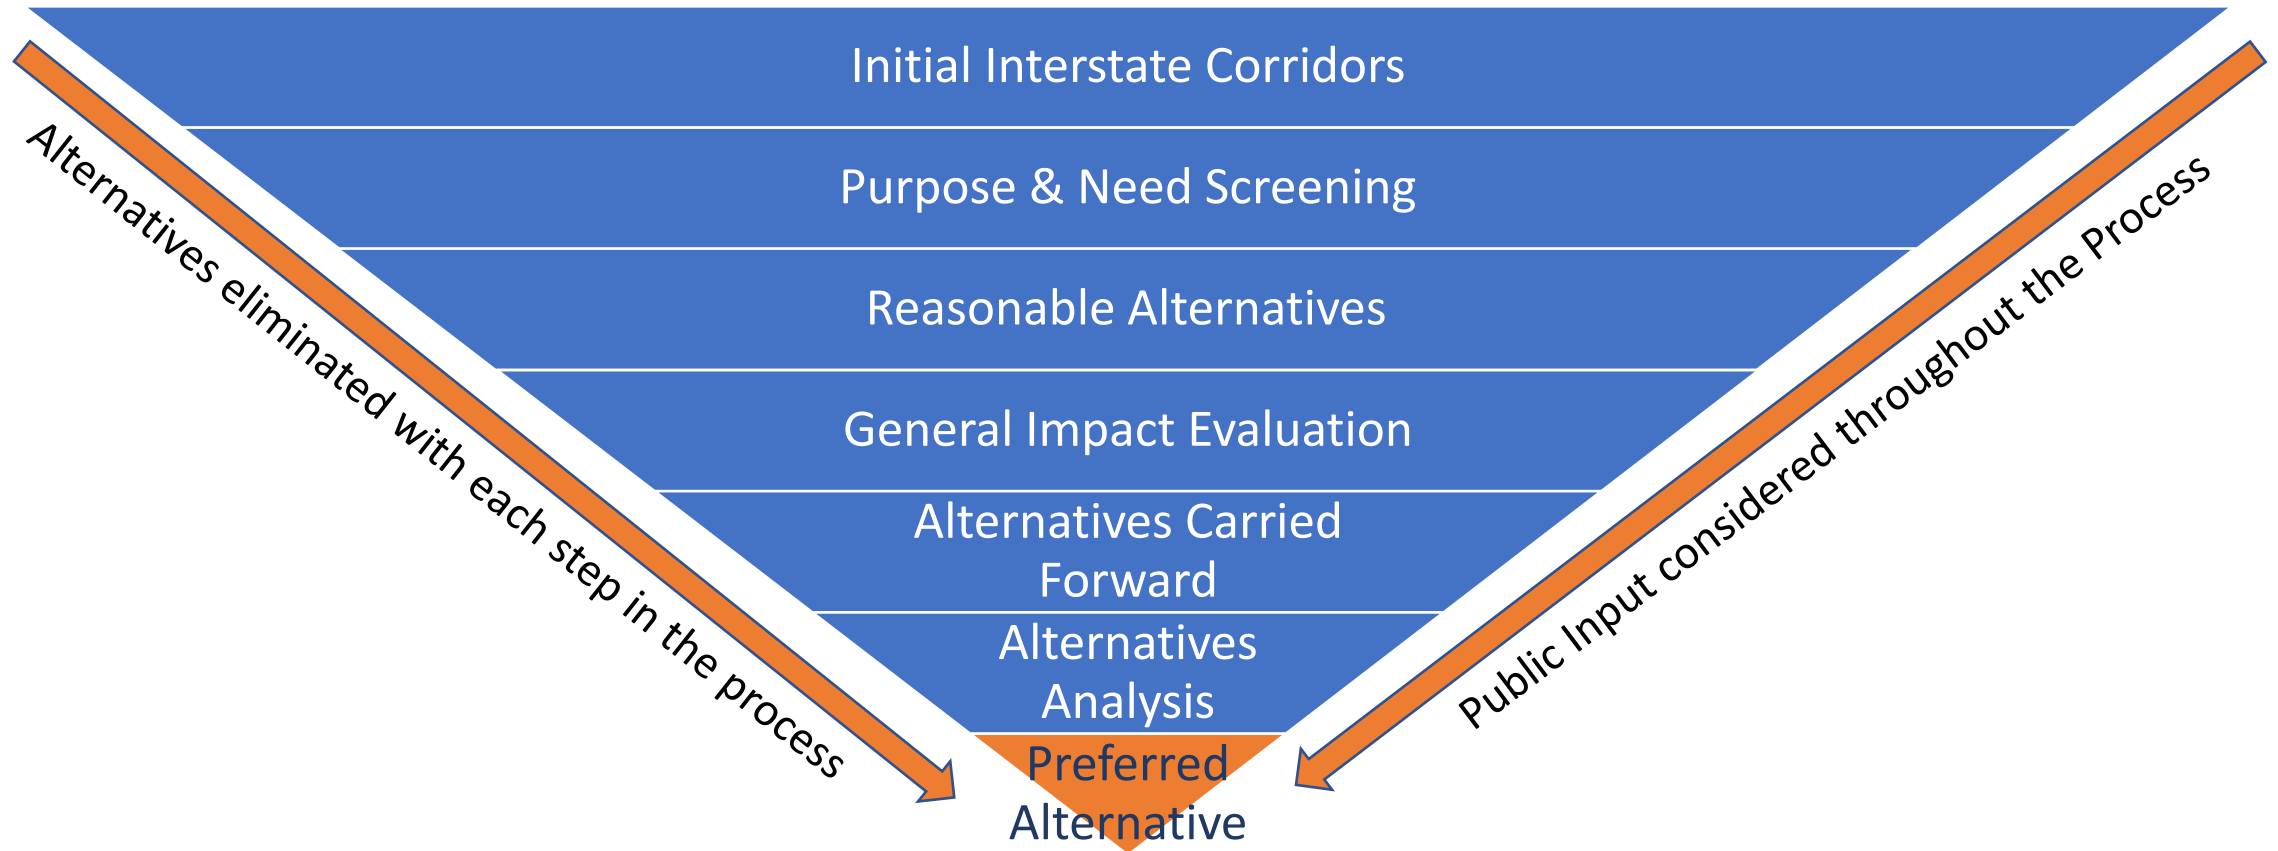 Initial Interstate Corridors
Purpose & Need Screening
Reasonable Alternatives
General Impact Evaluation
Alternatives Carried
Forward
Alternatives
Analysis
Preferred
Alternative
Alternatives eliminated with each step in the process
Public Input considered throughout the Process